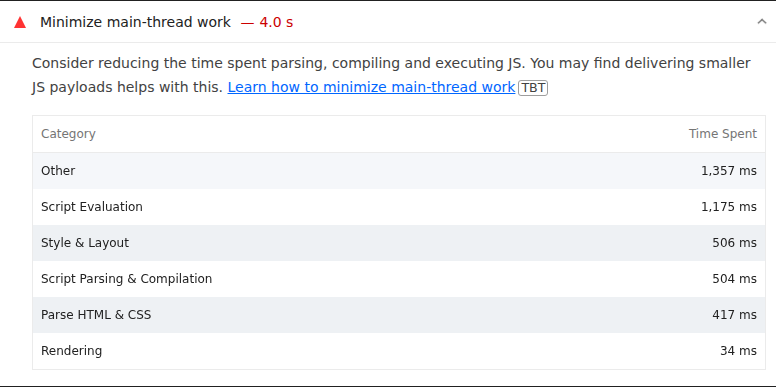 Minimize main-thread work — 4.0 s
Consider reducing the time spent parsing, compiling and executing JS. You may find delivering smaller
JS payloads helps with this. Learn how to minimize main-thread work TBT
Category Time Spent
Other 1,357 ms
Script Evaluation 1,175 ms
Style & Layout 506 ms
Script Parsing & Compilation 504 ms
Parse HTML & CSS 417 ms
Rendering 34 ms